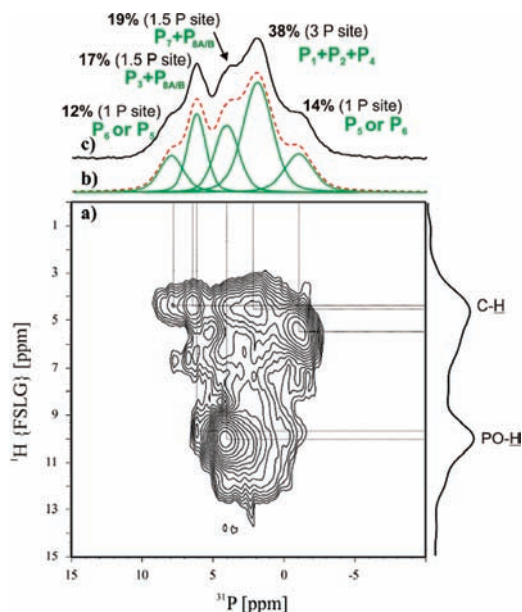 19% (1.5 P site)
P7+P8A/B
38% (3 P site)
P1+P2+P4
17% (1.5 P site)
P3+P8A/B
12% (1 P site)
P6 or P5
14% (1 P site)
P5 or P6
c)
b)
a)
1
3
5
7
9
11
13
15
1H {FSLG} [ppm]
C-H
PO-H
15 10 5 0 -5
31P [ppm]